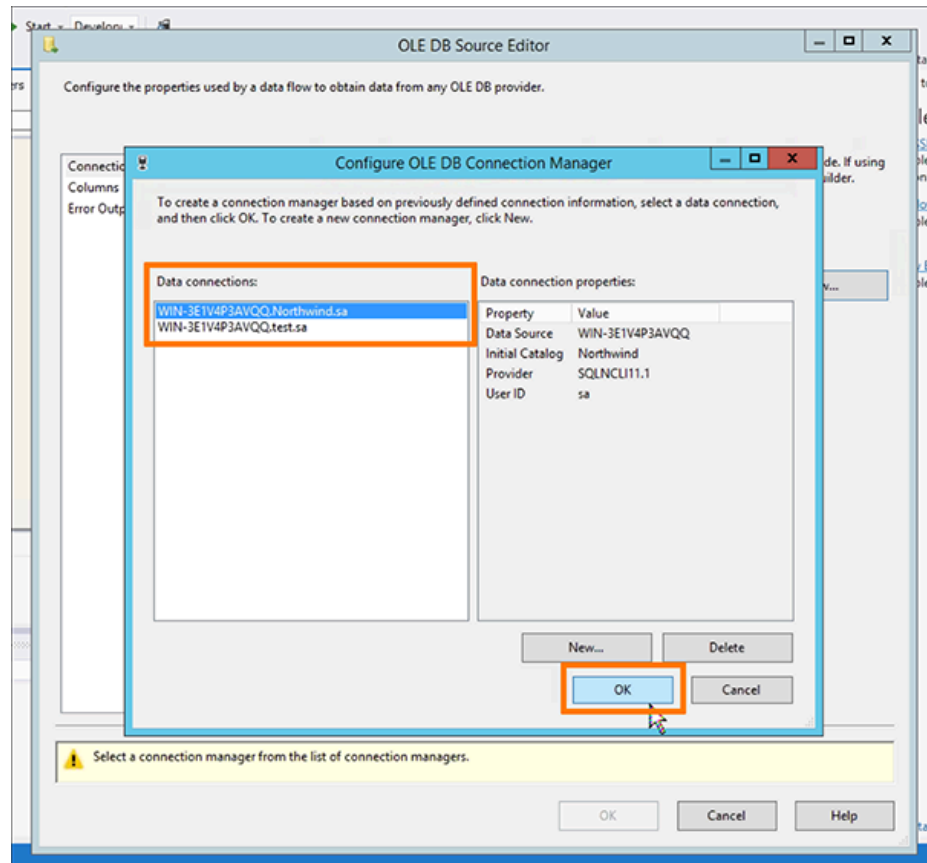 Start
OLE DB Source Editor
Configure the properties used by a data flow to obtain data from any OLE DB provider.
Columns
de. If using
Configure OLE DB Connection Manager
To create a connection manager based on previously defined connection information, select a data connection,
and then click OK. To create a new connection manager, click New.
Data connections:
WIN-3E1V4P3AVQQ.Northwind.sa
WIN-3E1V4P3AVQQ.test.sa
Data connection properties:
Property Value
Data Source WIN-3E1V4P3AVQQ
Initial Catalog Northwind
Provider SQLNCLI11.1
User ID sa
New... Delete
OK Cancel
Select a connection manager from the list of connection managers.
OK Cancel Help